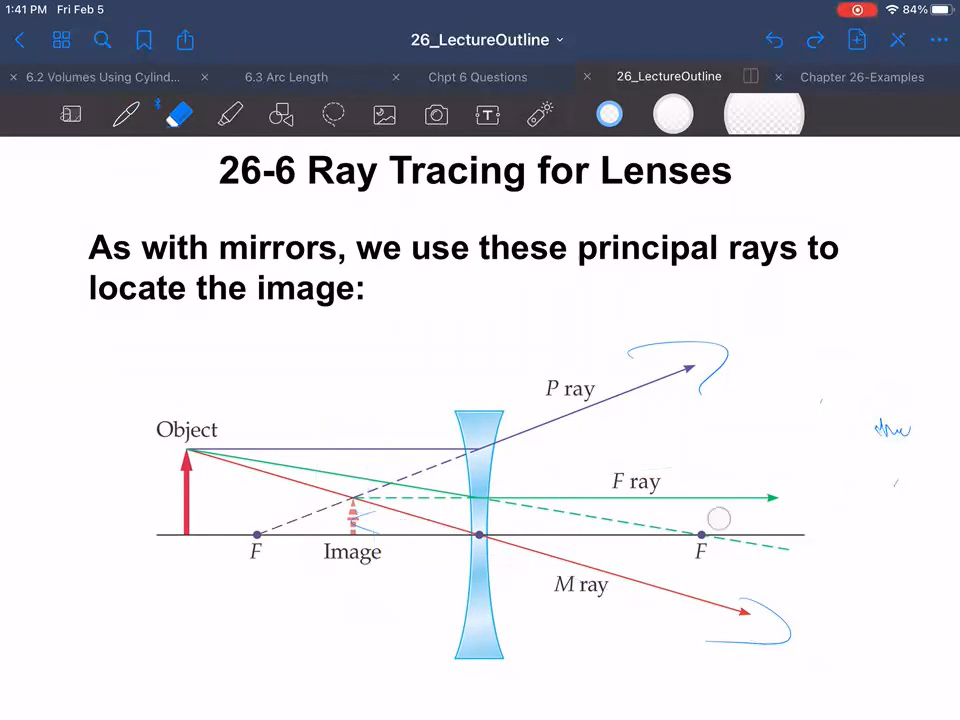 1:41 PM Fri Feb 5
84%
26_LectureOutline
6.2 Volumes Using Cylind...
6.3 Arc Length
Chpt 6 Questions
26_LectureOutline
Chapter 26-Examples
T
26-6 Ray Tracing for Lenses
As with mirrors, we use these principal rays to
locate the image:
P ray
Object
F ray
F
Image
F
M ray